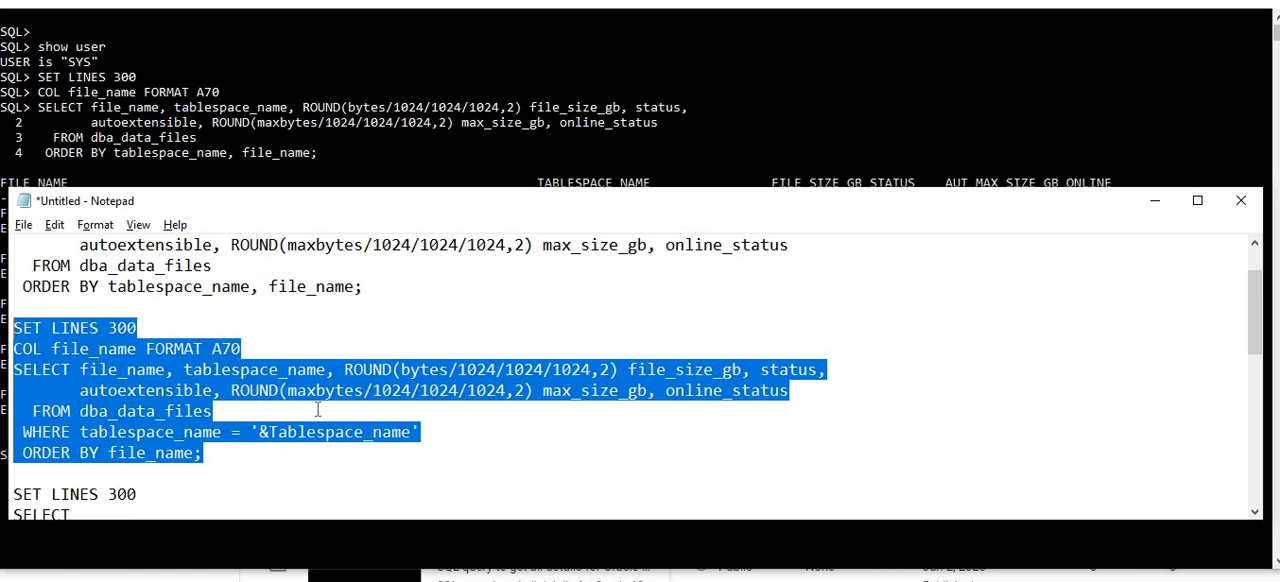 SQL>
SQL> show user
USER is "SYS"
SQL> SET LINES 300
SQL> COL file_name FORMAT A70
SQL> SELECT file_name, tablespace_name, ROUND(bytes/1024/1024/1024,2) file_size_gb, status,
2 autoextensible, ROUND(maxbytes/1024/1024/1024,2) max_size_gb, online_status
3 FROM dba_data_files
4 ORDER BY tablespace_name, file_name;
FILE_NAME TABLESPACE_NAME FILE_SIZE_GB STATUS AUT MAX_SIZE_GB ONLINE_
*Untitled - Notepad
File Edit Format View Help
autoextensible, ROUND(maxbytes/1024/1024/1024,2) max_size_gb, online_status
FROM dba_data_files
ORDER BY tablespace_name, file_name;
SET LINES 300
COL file_name FORMAT A70
SELECT file_name, tablespace_name, ROUND(bytes/1024/1024/1024,2) file_size_gb, status,
autoextensible, ROUND(maxbytes/1024/1024/1024,2) max_size_gb, online_status
FROM dba_data_files
WHERE tablespace_name = '&Tablespace_name'
ORDER BY file_name;
SET LINES 300
SELECT